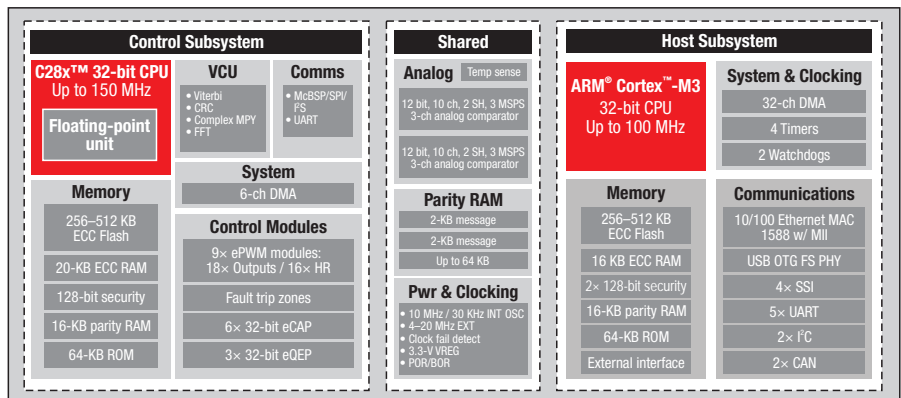 Control Subsystem
C28x™ 32-bit CPU
Up to 150 MHz
Floating-point
unit
VCU
• Viterbi
• CRC
• Complex MPY
• FFT
Comms
• McBSP/SPI/
I²S
• UART
System
6-ch DMA
Memory
256–512 KB
ECC Flash
20-KB ECC RAM
128-bit security
16-KB parity RAM
64-KB ROM
Control Modules
9× ePWM modules:
18× Outputs / 16× HR
Fault trip zones
6× 32-bit eCAP
3× 32-bit eQEP
Shared
Analog
Temp sense
12 bit, 10 ch, 2 SH, 3 MSPS
3-ch analog comparator
12 bit, 10 ch, 2 SH, 3 MSPS
3-ch analog comparator
Parity RAM
2-KB message
2-KB message
Up to 64 KB
Pwr & Clocking
• 10 MHz / 30 KHz INT OSC
• 4–20 MHz EXT
• Clock fail detect
• 3.3-V VREG
• POR/BOR
Host Subsystem
ARM® Cortex™-M3
32-bit CPU
Up to 100 MHz
System & Clocking
32-ch DMA
4 Timers
2 Watchdogs
Memory
256–512 KB
ECC Flash
16 KB ECC RAM
2× 128-bit security
16-KB parity RAM
64-KB ROM
External interface
Communications
10/100 Ethernet MAC
1588 w/ MII
USB OTG FS PHY
4× SSI
5× UART
2× I²C
2× CAN